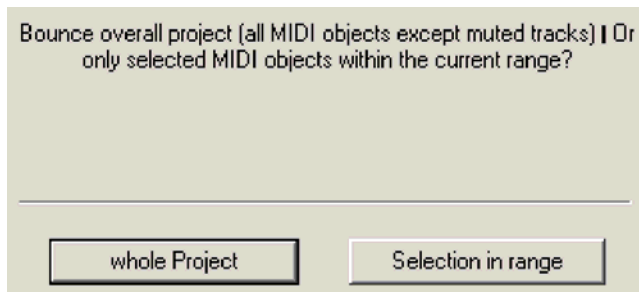 Bounce overall project (all MIDI objects except muted tracks) | Or
only selected MIDI objects within the current range?
whole Project
Selection in range